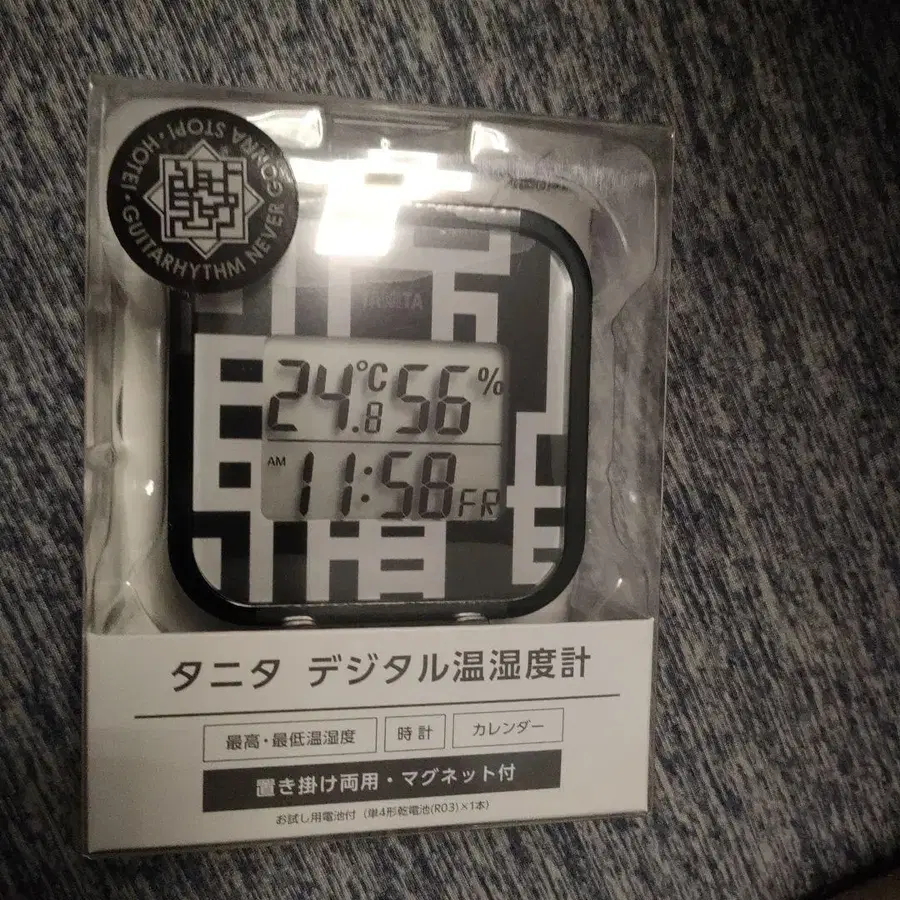 HOTEI・GUITARHYTHM NEVER GONNA STOP!・
TANITA
24.8℃ 56%
AM 11:58 FR
タニタ デジタル温湿度計
最高・最低温湿度 時計 カレンダー
置き掛け両用・マグネット付
お試し用電池付（単4形乾電池(R03)×1本）